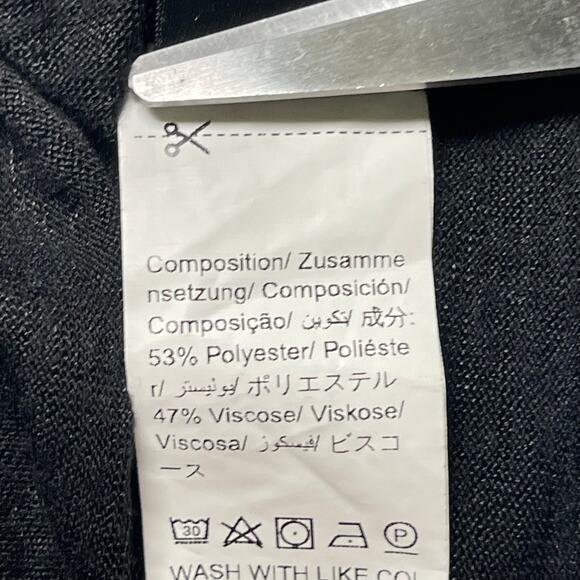 Composition/ Zusamme
nsetzung/ Composición/
Composição/ تكوين/ 成分:
53% Polyester/ Poliéste
r/ بوليستر/ ポリエステル
47% Viscose/ Viskose/
Viscosa/ فيسكوز/ ビスコ
ース
30 P
WASH WITH LIKE COL